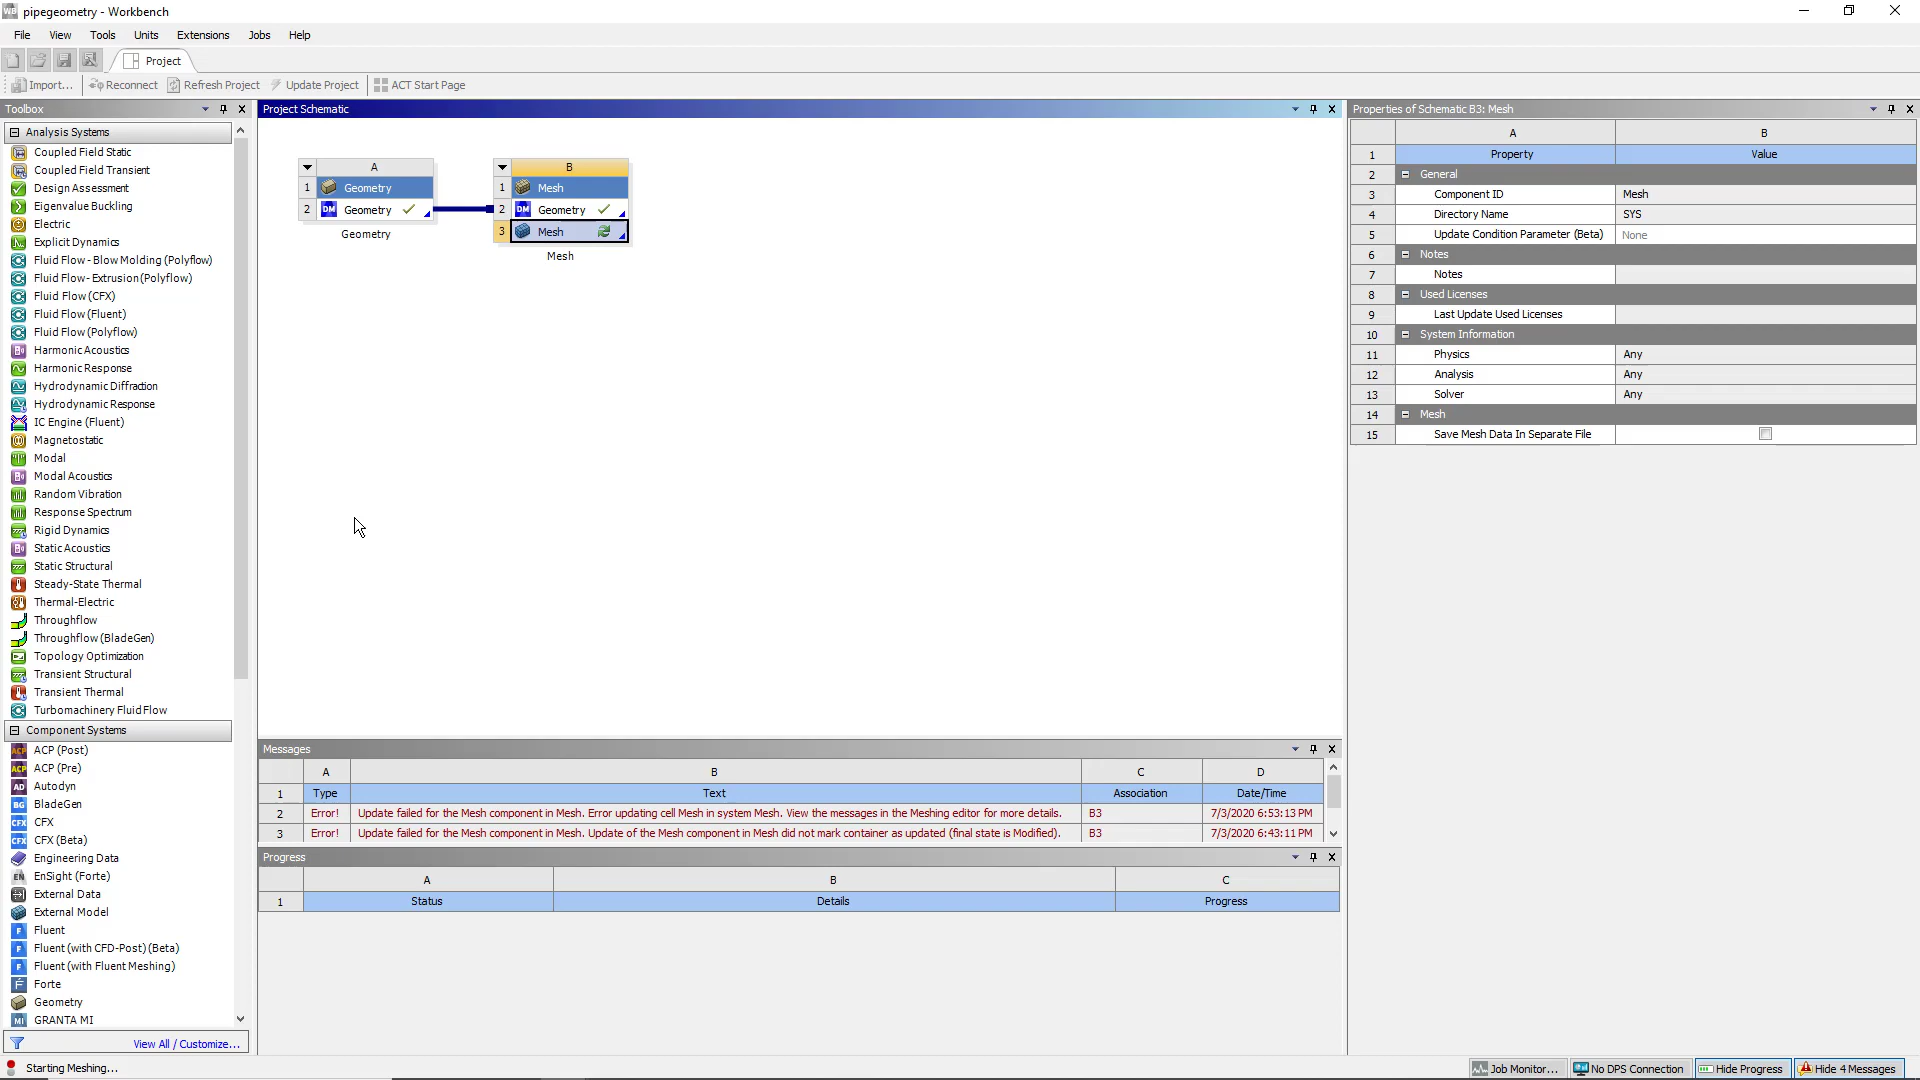 pipegeometry - Workbench
File View Tools Units Extensions Jobs Help
Project
Import... Reconnect Refresh Project Update Project ACT Start Page
Toolbox
Analysis Systems
Coupled Field Static
Coupled Field Transient
Design Assessment
Eigenvalue Buckling
Electric
Explicit Dynamics
Fluid Flow - Blow Molding (Polyflow)
Fluid Flow- Extrusion (Polyflow)
Fluid Flow (CFX)
Fluid Flow (Fluent)
Fluid Flow (Polyflow)
Harmonic Acoustics
Harmonic Response
Hydrodynamic Diffraction
Hydrodynamic Response
IC Engine (Fluent)
Magnetostatic
Modal
Modal Acoustics
Random Vibration
Response Spectrum
Rigid Dynamics
Static Acoustics
Static Structural
Steady-State Thermal
Thermal-Electric
Throughflow
Throughflow (BladeGen)
Topology Optimization
Transient Structural
Transient Thermal
Turbomachinery Fluid Flow
Component Systems
ACP (Post)
ACP (Pre)
Autodyn
BladeGen
CFX
CFX (Beta)
Engineering Data
EnSight (Forte)
External Data
External Model
Fluent
Fluent (with CFD-Post) (Beta)
Fluent (with Fluent Meshing)
Forte
Geometry
GRANTA MI
View All / Customize...
Starting Meshing...
Project Schematic
A
1 Geometry
2 DM Geometry
Geometry
B
1 Mesh
2 DM Geometry
3 Mesh
Mesh
Messages
A B C D
1 Type Text Association Date/Time
2 Error! Update failed for the Mesh component in Mesh. Error updating cell Mesh in system Mesh. View the messages in the Meshing editor for more details. B3 7/3/2020 6:53:13 PM
3 Error! Update failed for the Mesh component in Mesh. Update of the Mesh component in Mesh did not mark container as updated (final state is Modified). B3 7/3/2020 6:43:11 PM
Progress
A B C
1 Status Details Progress
Properties of Schematic B3: Mesh
A B
1 Property Value
2 General
3 Component ID Mesh
4 Directory Name SYS
5 Update Condition Parameter (Beta) None
6 Notes
7 Notes
8 Used Licenses
9 Last Update Used Licenses
10 System Information
11 Physics Any
12 Analysis Any
13 Solver Any
14 Mesh
15 Save Mesh Data In Separate File
Job Monitor... No DPS Connection Hide Progress Hide 4 Messages